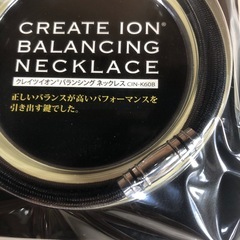 CREATE ION®
BALANCING
NECKLACE
クレイツイオン®バランシング ネックレス CIN-K60B
正しいバランスが高いパフォーマンスを
引き出す鍵でした。